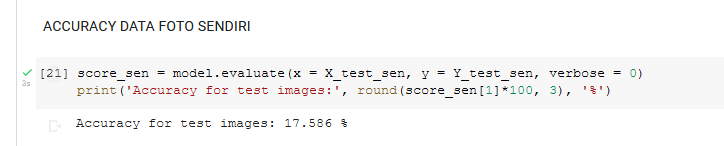 ACCURACY DATA FOTO SENDIRI
[21] score_sen = model.evaluate(x = X_test_sen, y = Y_test_sen, verbose = 0)
3s
print('Accuracy for test images:', round(score_sen[1]*100, 3), '%')
Accuracy for test images: 17.586 %